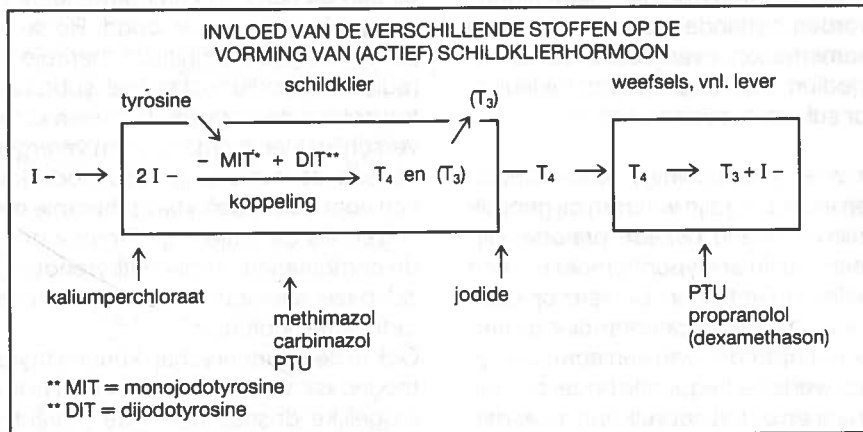 INVLOED VAN DE VERSCHILLENDE STOFFEN OP DE
VORMING VAN (ACTIEF) SCHILDKLIERHORMOON
schildklier
weefsels, vnl. lever
tyrosine
(T₃)
I – → 2 I – – MIT* + DIT** → T₄ en (T₃) T₄ → T₄ → T₃ + I –
koppeling
kaliumperchloraat
methimazol
carbimazol
PTU
jodide
PTU
propranolol
(dexamethason)
** MIT = monojodotyrosine
** DIT = dijodotyrosine